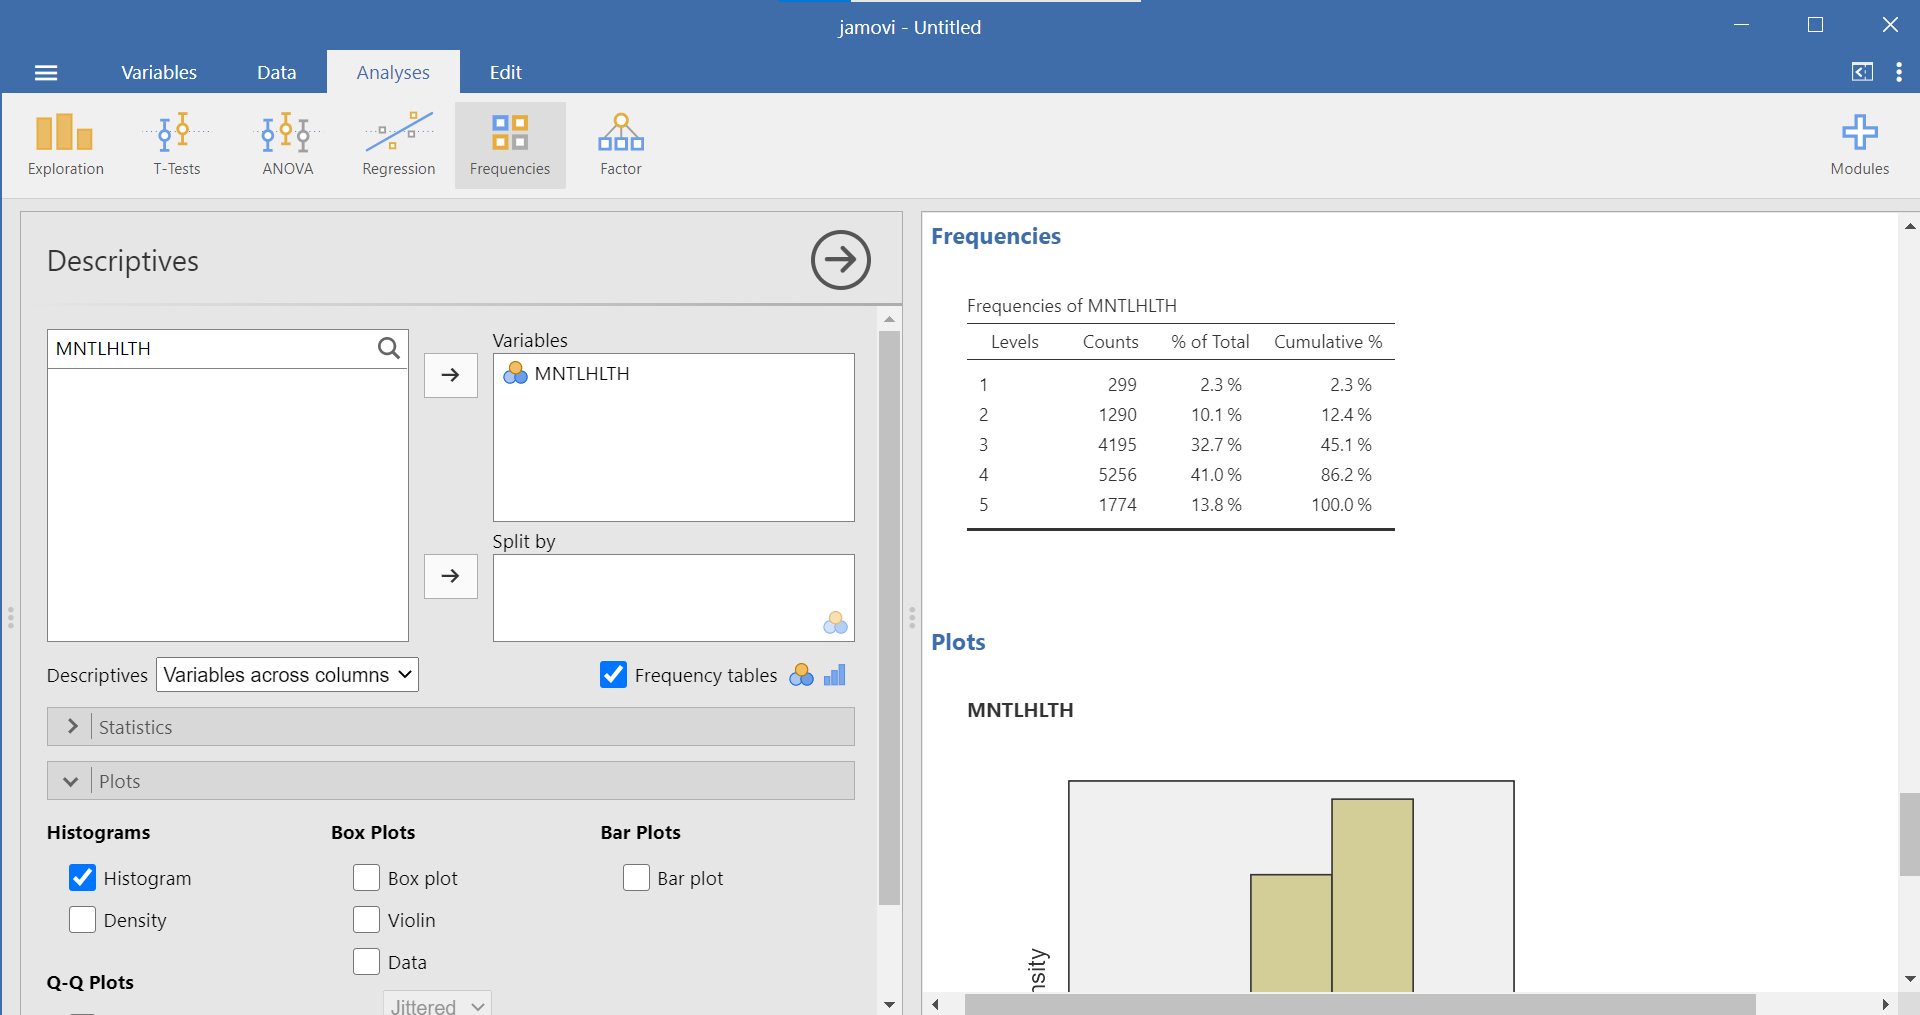 jamovi - Untitled
Variables Data Analyses Edit
Exploration T-Tests ANOVA Regression Frequencies Factor Modules
Descriptives
MNTLHLTH
Variables
MNTLHLTH
Split by
Descriptives Variables across columns Frequency tables
Statistics
Plots
Histograms Box Plots Bar Plots
Histogram Box plot Bar plot
Density Violin
Data
Q-Q Plots
Jittered
Frequencies
Frequencies of MNTLHLTH
Levels Counts % of Total Cumulative %
1 299 2.3 % 2.3 %
2 1290 10.1 % 12.4 %
3 4195 32.7 % 45.1 %
4 5256 41.0 % 86.2 %
5 1774 13.8 % 100.0 %
Plots
MNTLHLTH